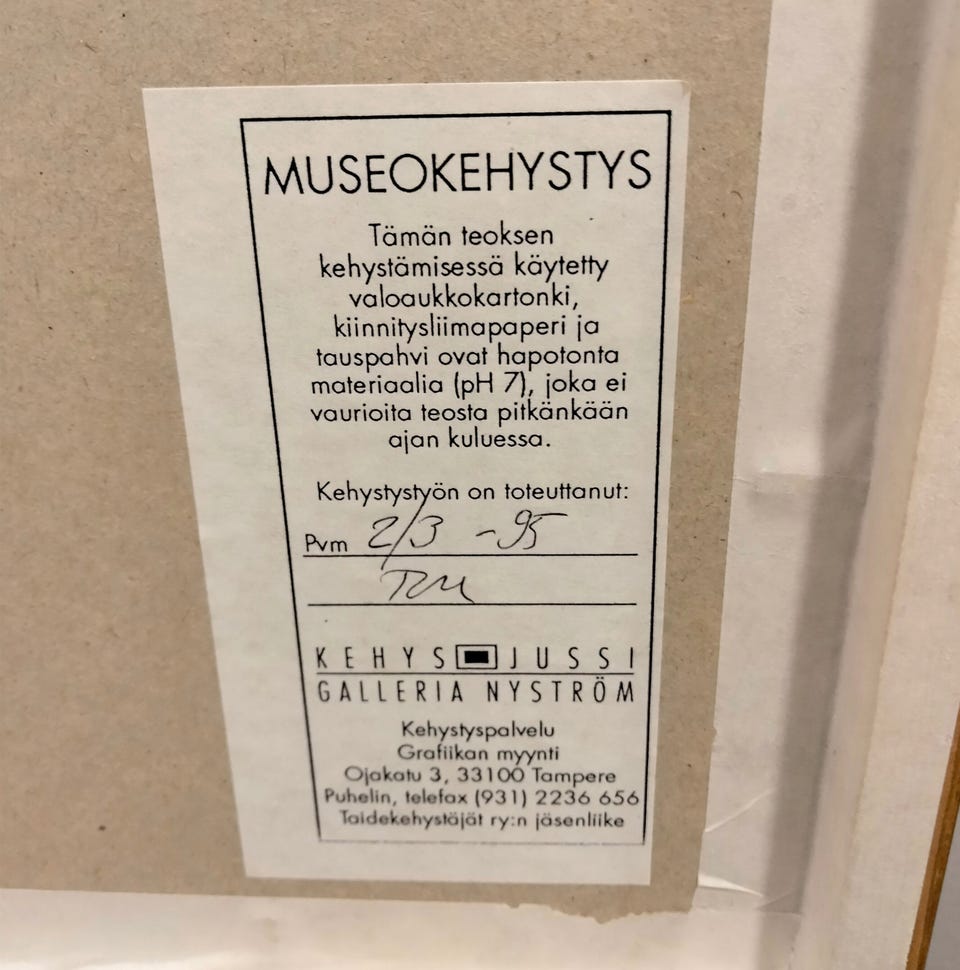 MUSEOKEHYSTYS
Tämän teoksen
kehystämisessä käytetty
valoaukkokartonki,
kiinnitysliimapaperi ja
tauspahvi ovat hapotonta
materiaalia (pH 7), joka ei
vaurioita teosta pitkänkään
ajan kuluessa.
Kehystystyön on toteuttanut:
Pvm 2/3 -95
KEHYS JUSSI
GALLERIA NYSTRÖM
Kehystyspalvelu
Grafiikan myynti
Ojakatu 3, 33100 Tampere
Puhelin, telefax (931) 2236 656
Taidekehystäjät ry:n jäsenliike